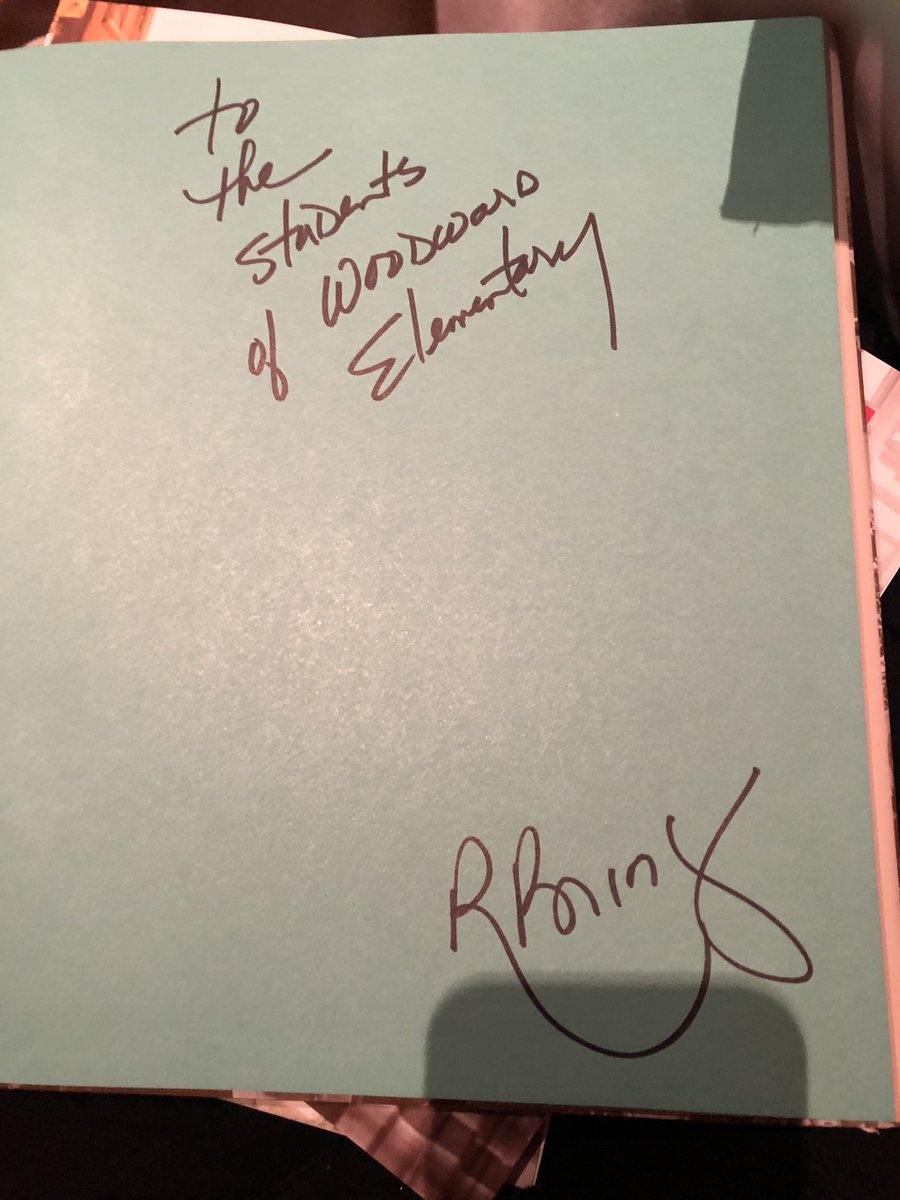 to
the
students
of Woodward
Elementary